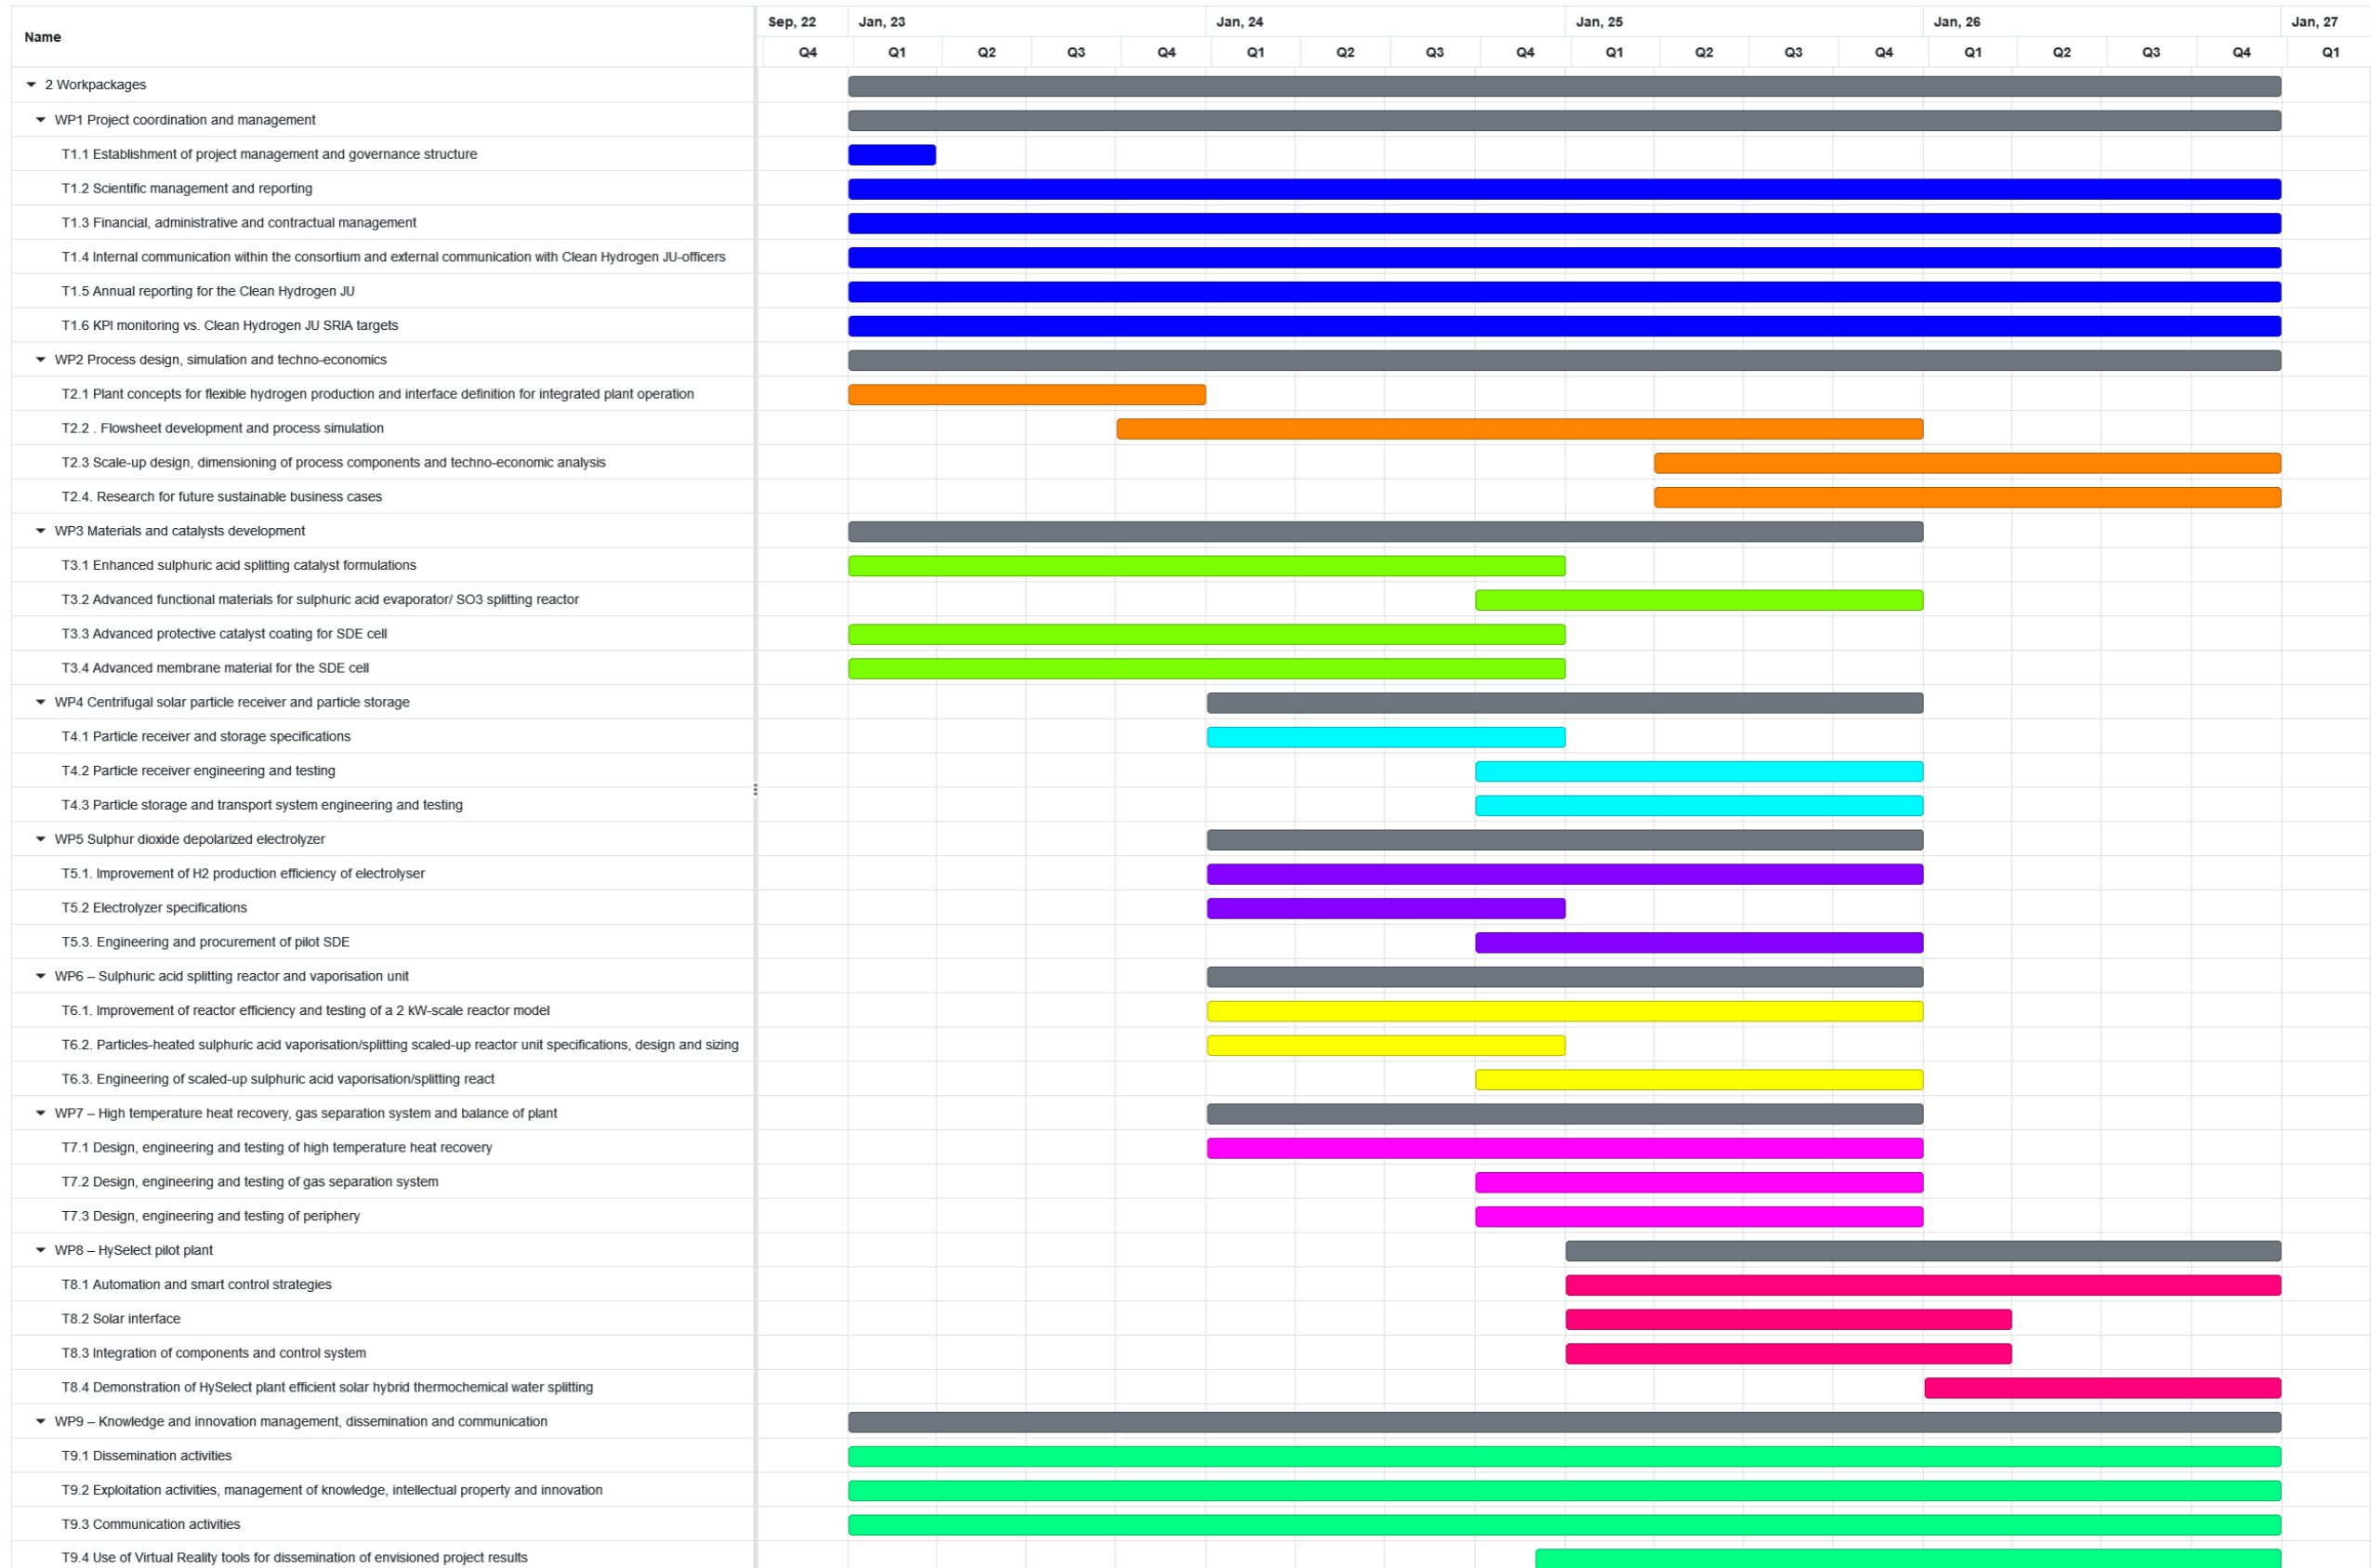 Name
Sep, 22 Jan, 23 Jan, 24 Jan, 25 Jan, 26 Jan, 27
Q4 Q1 Q2 Q3 Q4 Q1 Q2 Q3 Q4 Q1 Q2 Q3 Q4 Q1 Q2 Q3 Q4 Q1
2 Workpackages
WP1 Project coordination and management
T1.1 Establishment of project management and governance structure
T1.2 Scientific management and reporting
T1.3 Financial, administrative and contractual management
T1.4 Internal communication within the consortium and external communication with Clean Hydrogen JU-officers
T1.5 Annual reporting for the Clean Hydrogen JU
T1.6 KPI monitoring vs. Clean Hydrogen JU SRIA targets
WP2 Process design, simulation and techno-economics
T2.1 Plant concepts for flexible hydrogen production and interface definition for integrated plant operation
T2.2 . Flowsheet development and process simulation
T2.3 Scale-up design, dimensioning of process components and techno-economic analysis
T2.4. Research for future sustainable business cases
WP3 Materials and catalysts development
T3.1 Enhanced sulphuric acid splitting catalyst formulations
T3.2 Advanced functional materials for sulphuric acid evaporator/ SO3 splitting reactor
T3.3 Advanced protective catalyst coating for SDE cell
T3.4 Advanced membrane material for the SDE cell
WP4 Centrifugal solar particle receiver and particle storage
T4.1 Particle receiver and storage specifications
T4.2 Particle receiver engineering and testing
T4.3 Particle storage and transport system engineering and testing
WP5 Sulphur dioxide depolarized electrolyzer
T5.1. Improvement of H2 production efficiency of electrolyser
T5.2 Electrolyzer specifications
T5.3. Engineering and procurement of pilot SDE
WP6 – Sulphuric acid splitting reactor and vaporisation unit
T6.1. Improvement of reactor efficiency and testing of a 2 kW-scale reactor model
T6.2. Particles-heated sulphuric acid vaporisation/splitting scaled-up reactor unit specifications, design and sizing
T6.3. Engineering of scaled-up sulphuric acid vaporisation/splitting react
WP7 – High temperature heat recovery, gas separation system and balance of plant
T7.1 Design, engineering and testing of high temperature heat recovery
T7.2 Design, engineering and testing of gas separation system
T7.3 Design, engineering and testing of periphery
WP8 – HySelect pilot plant
T8.1 Automation and smart control strategies
T8.2 Solar interface
T8.3 Integration of components and control system
T8.4 Demonstration of HySelect plant efficient solar hybrid thermochemical water splitting
WP9 – Knowledge and innovation management, dissemination and communication
T9.1 Dissemination activities
T9.2 Exploitation activities, management of knowledge, intellectual property and innovation
T9.3 Communication activities
T9.4 Use of Virtual Reality tools for dissemination of envisioned project results